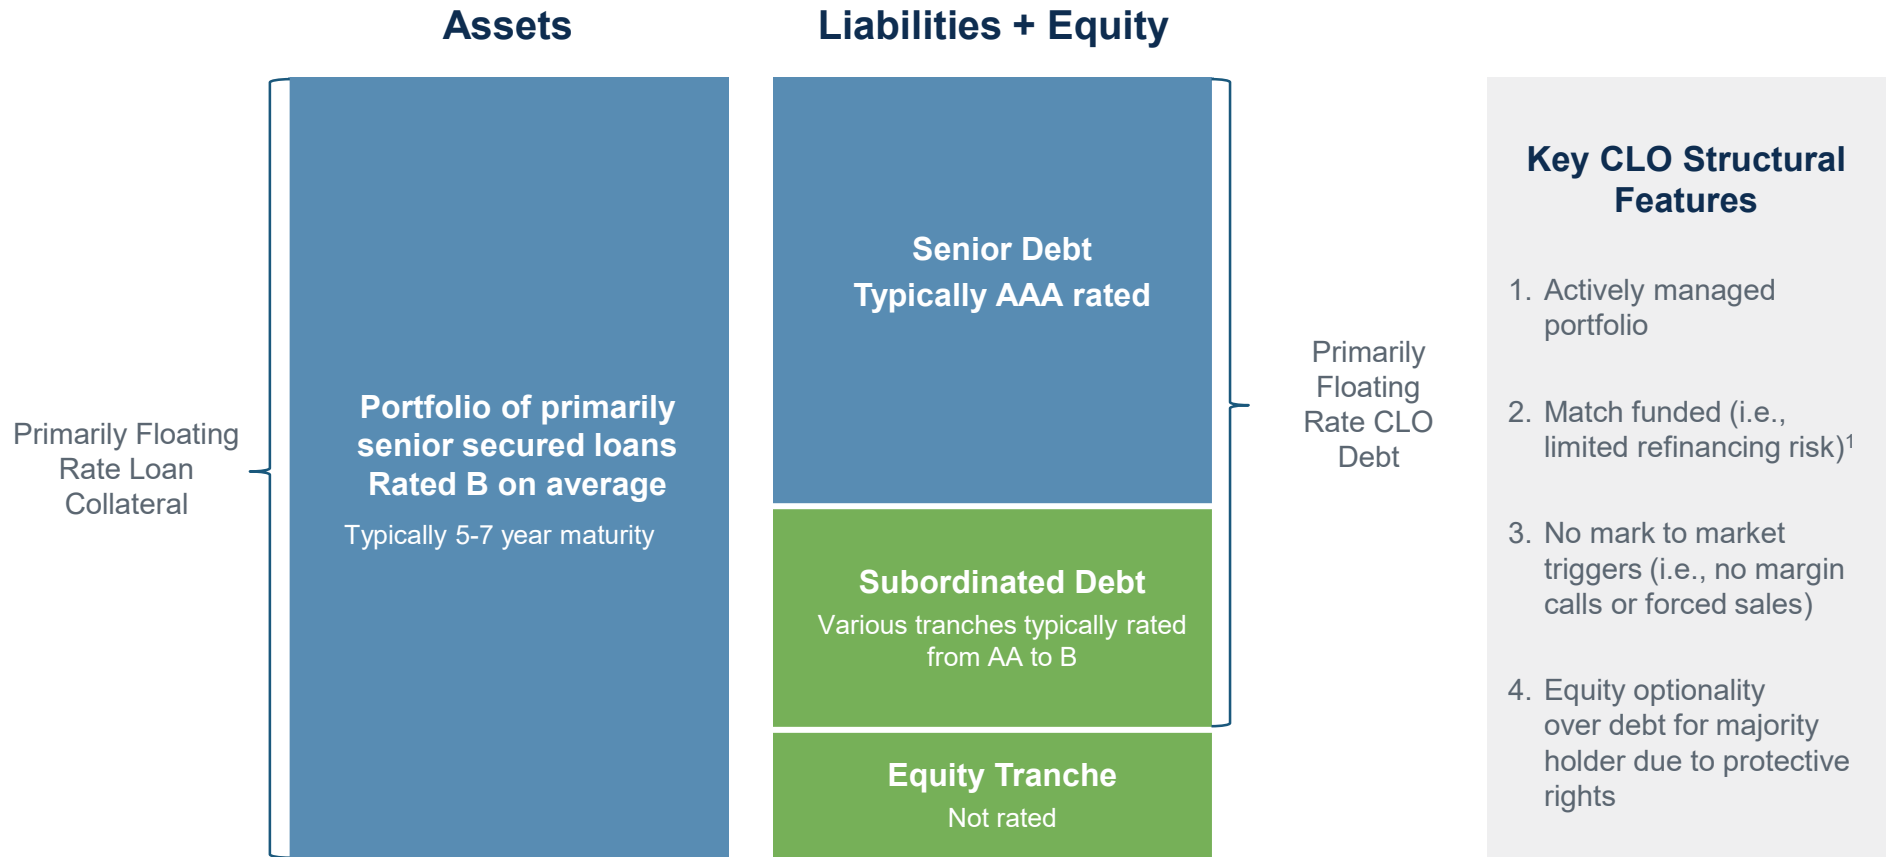 Assets
Liabilities + Equity
Primarily Floating
Rate Loan
Collateral
Portfolio of primarily
senior secured loans
Rated B on average
Typically 5-7 year maturity
Senior Debt
Typically AAA rated
Subordinated Debt
Various tranches typically rated
from AA to B
Equity Tranche
Not rated
Primarily
Floating
Rate CLO
Debt
Key CLO Structural
Features
1. Actively managed
portfolio
2. Match funded (i.e.,
limited refinancing risk)¹
3. No mark to market
triggers (i.e., no margin
calls or forced sales)
4. Equity optionality
over debt for majority
holder due to protective
rights